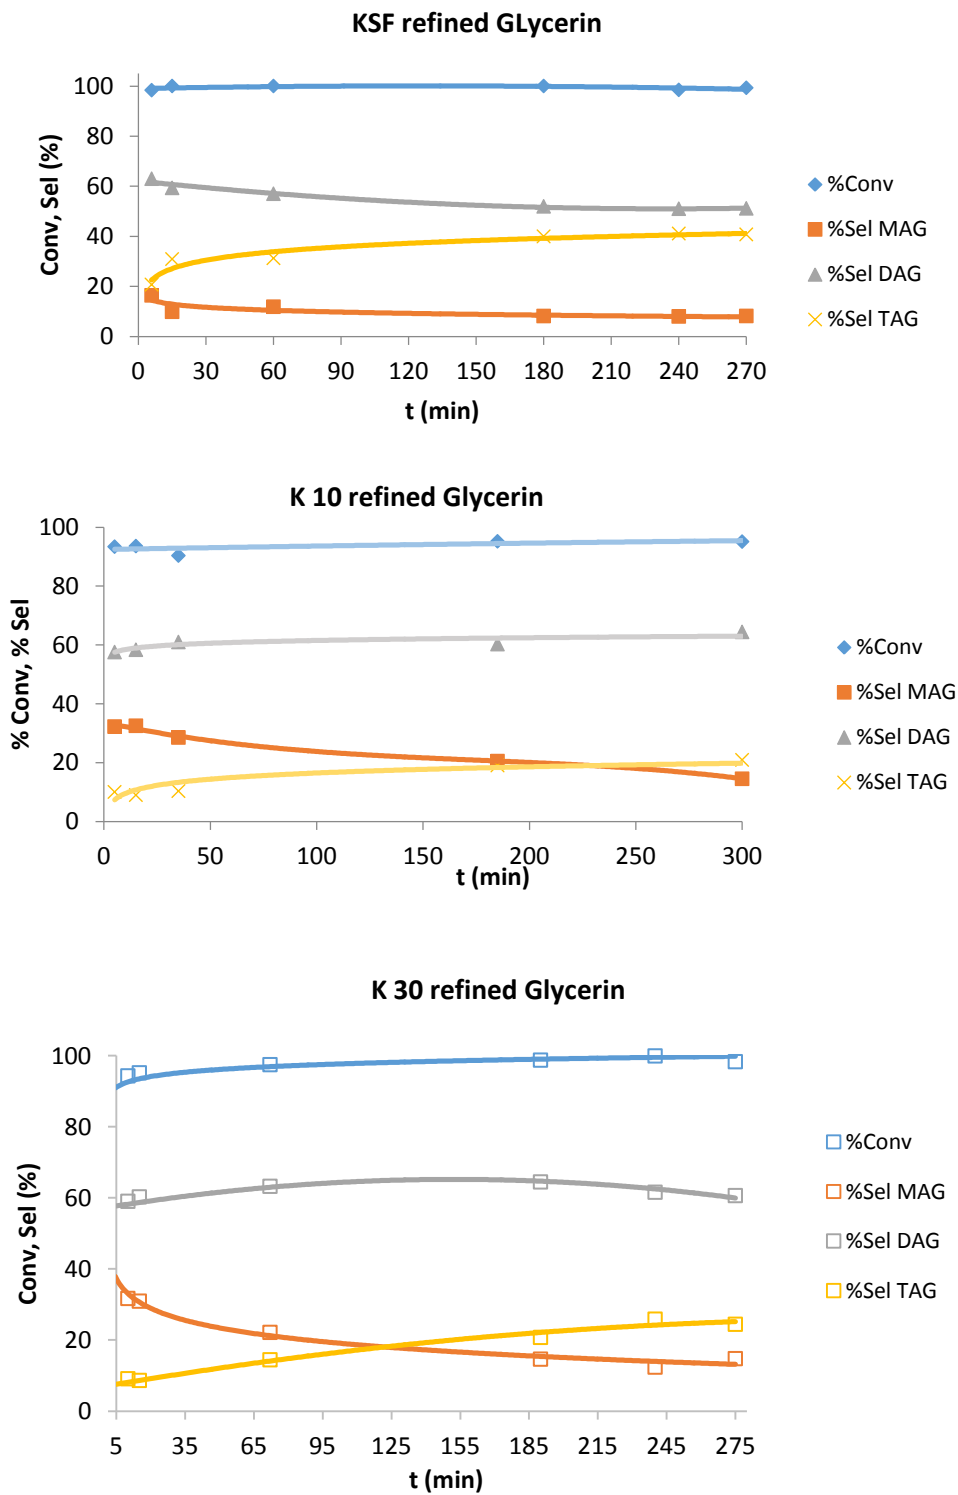 KSF refined GLycerin
100
80
60
40
20
0
Conv, Sel (%)
0 30 60 90 120 150 180 210 240 270
t (min)
%Conv
%Sel MAG
%Sel DAG
%Sel TAG
K 10 refined Glycerin
100
80
60
40
20
0
% Conv, % Sel
0 50 100 150 200 250 300
t (min)
%Conv
%Sel MAG
%Sel DAG
%Sel TAG
K 30 refined Glycerin
100
80
60
40
20
0
Conv, Sel (%)
5 35 65 95 125 155 185 215 245 275
t (min)
%Conv
%Sel MAG
%Sel DAG
%Sel TAG